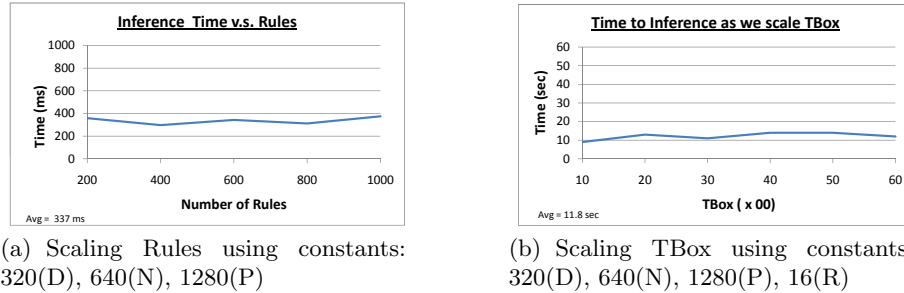 Inference Time v.s. Rules
1000
800
600
400
200
0
Time (ms)
200 400 600 800 1000
Number of Rules
Avg = 337 ms
(a) Scaling Rules using constants:
320(D), 640(N), 1280(P)
Time to Inference as we scale TBox
60
50
40
30
20
10
0
Time (sec)
10 20 30 40 50 60
TBox ( x 00)
Avg = 11.8 sec
(b) Scaling TBox using constants
320(D), 640(N), 1280(P), 16(R)